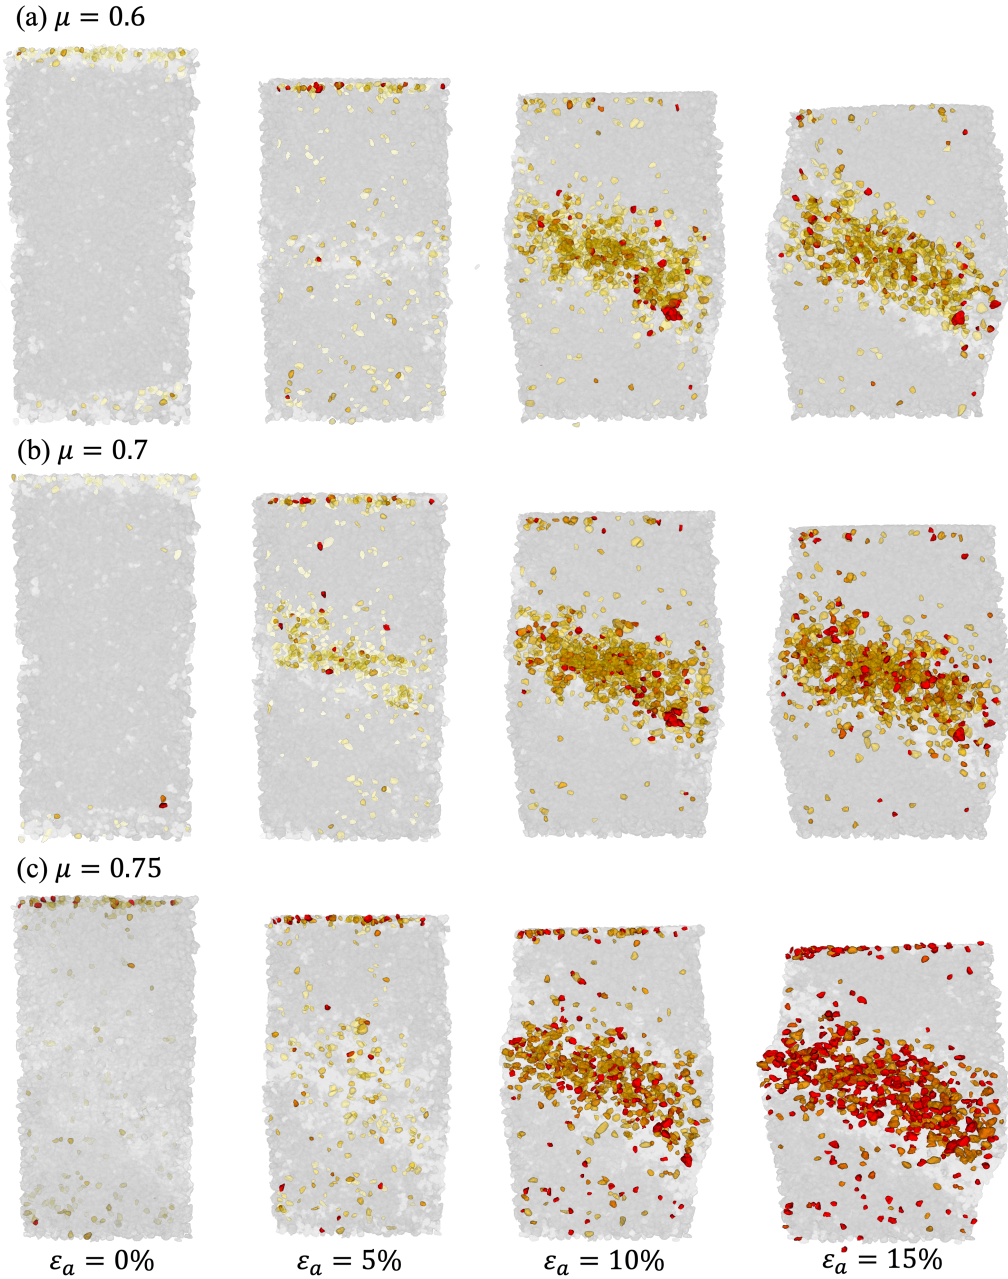 (a) μ = 0.6
(b) μ = 0.7
(c) μ = 0.75
εₐ = 0% εₐ = 5% εₐ = 10% εₐ = 15%